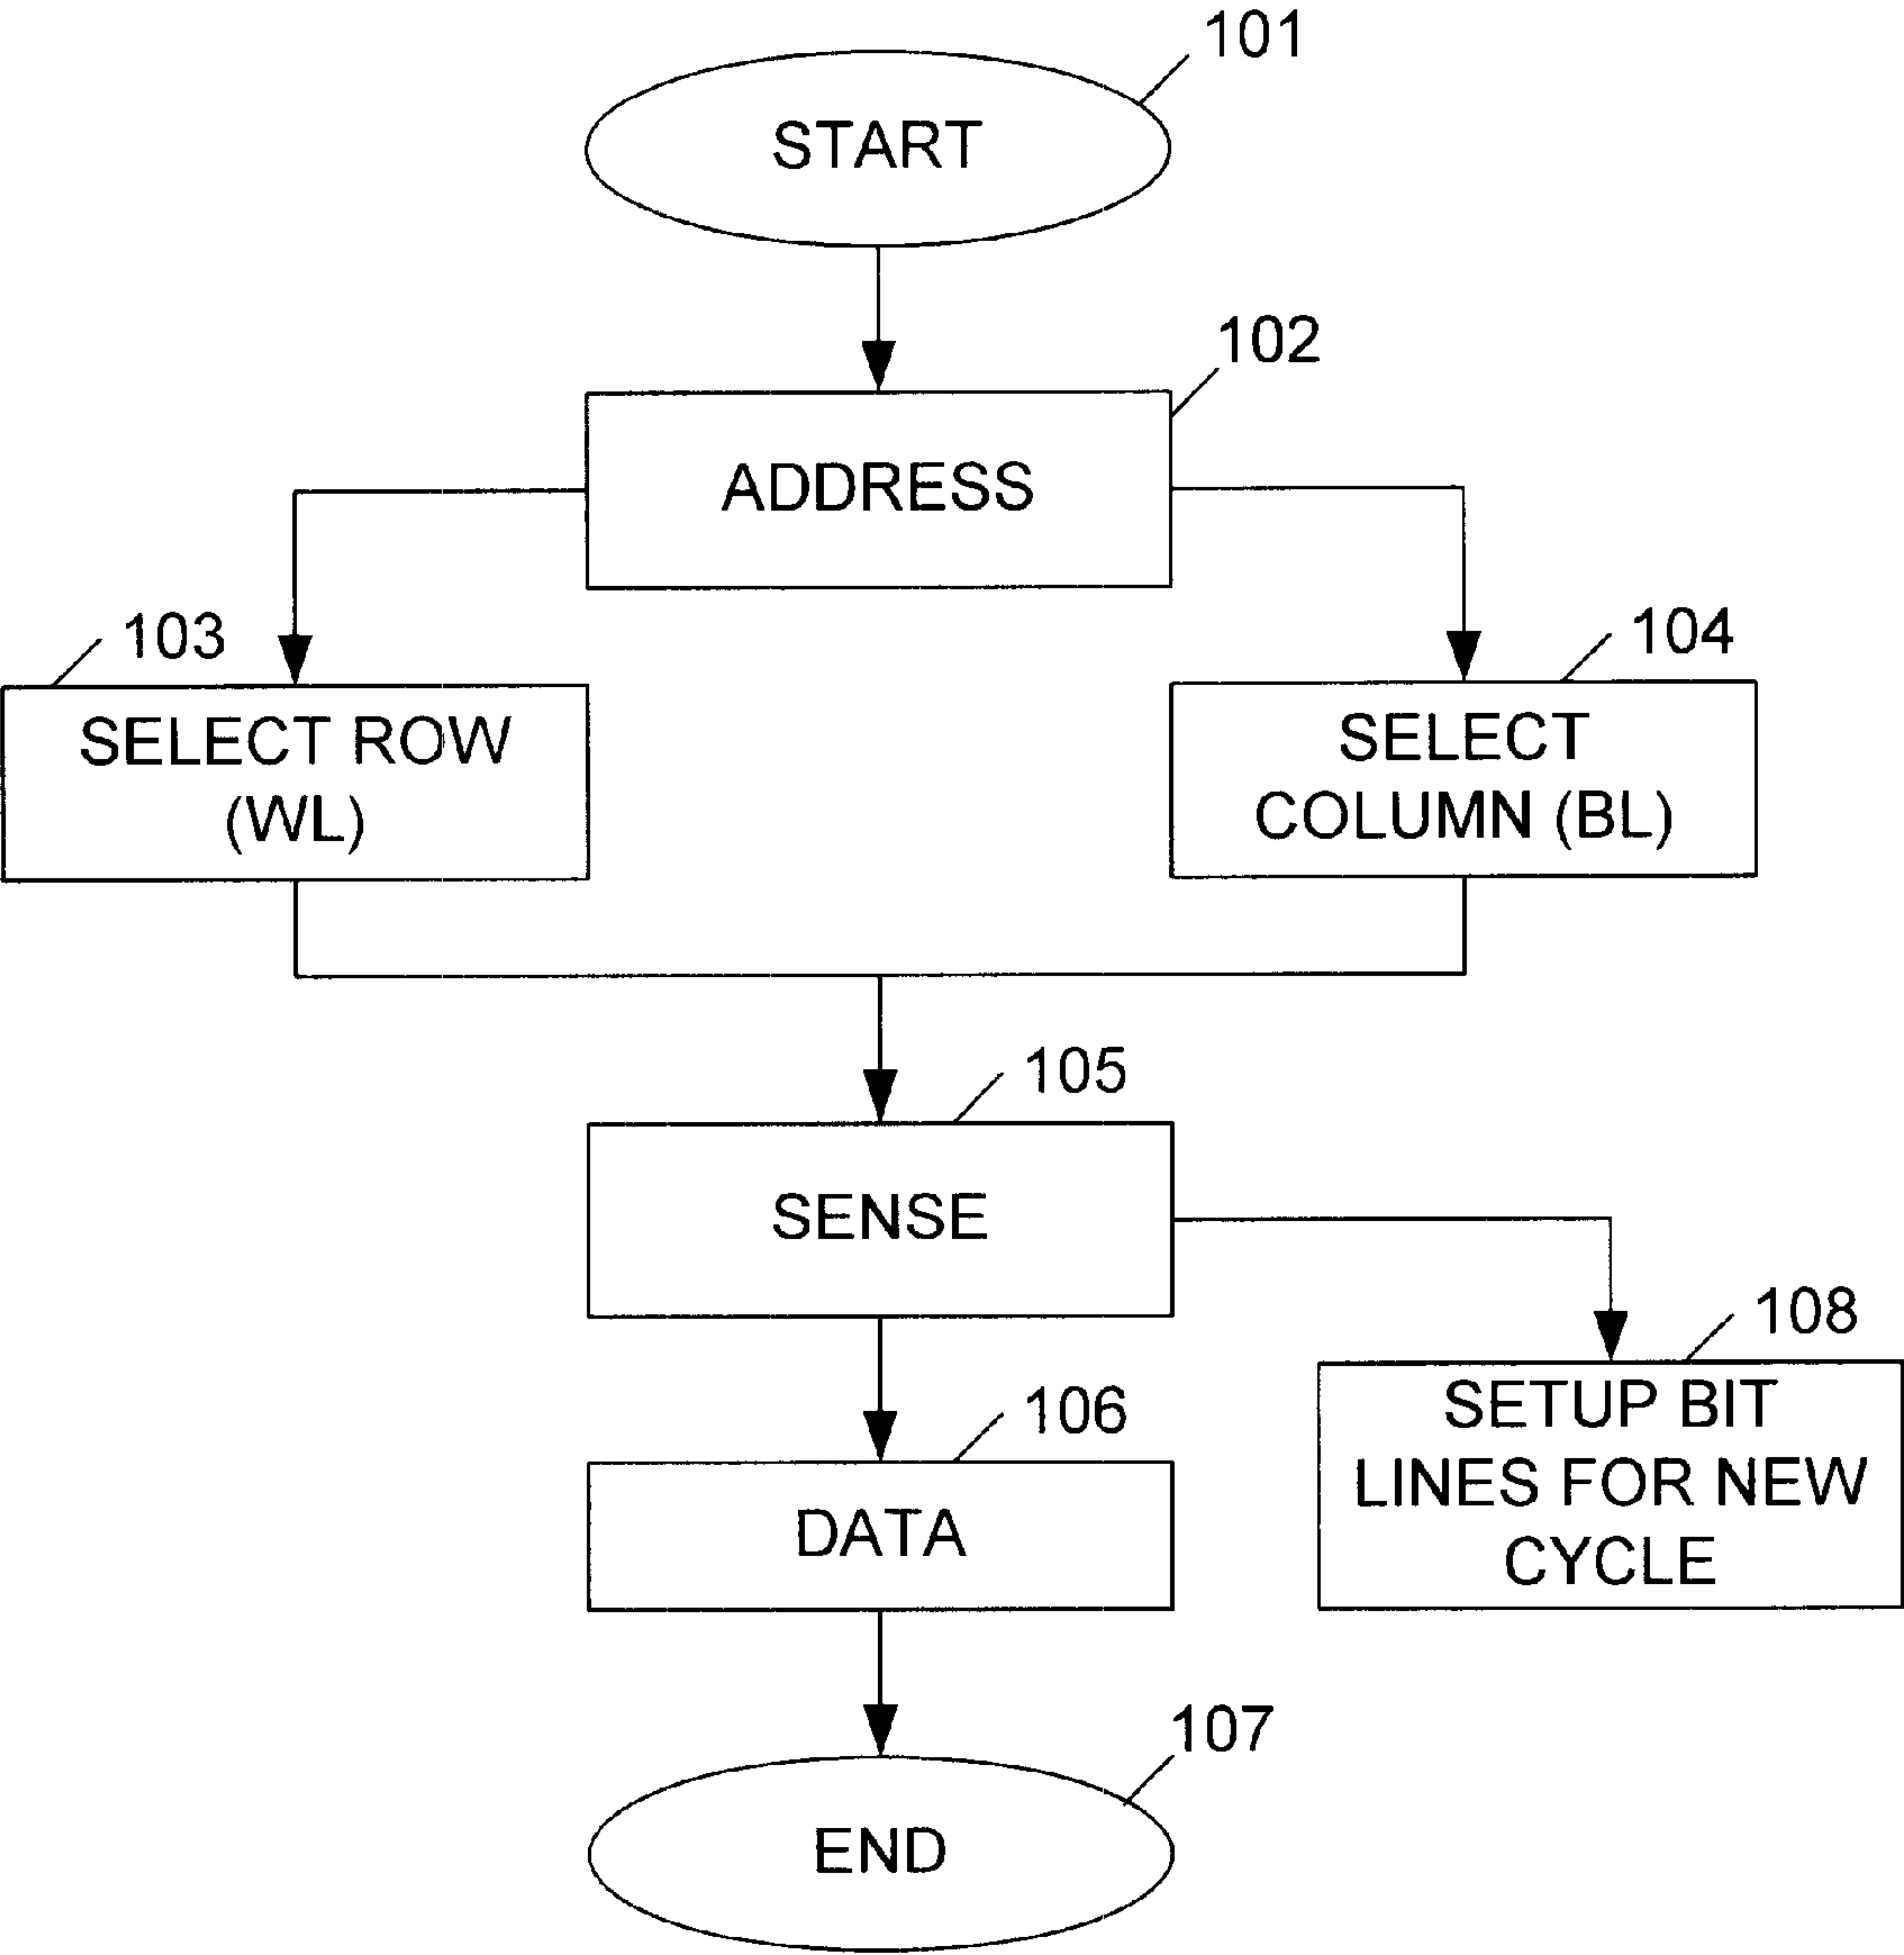 101
START
102
ADDRESS
103
SELECT ROW
(WL)
104
SELECT
COLUMN (BL)
105
SENSE
106
DATA
108
SETUP BIT
LINES FOR NEW
CYCLE
107
END